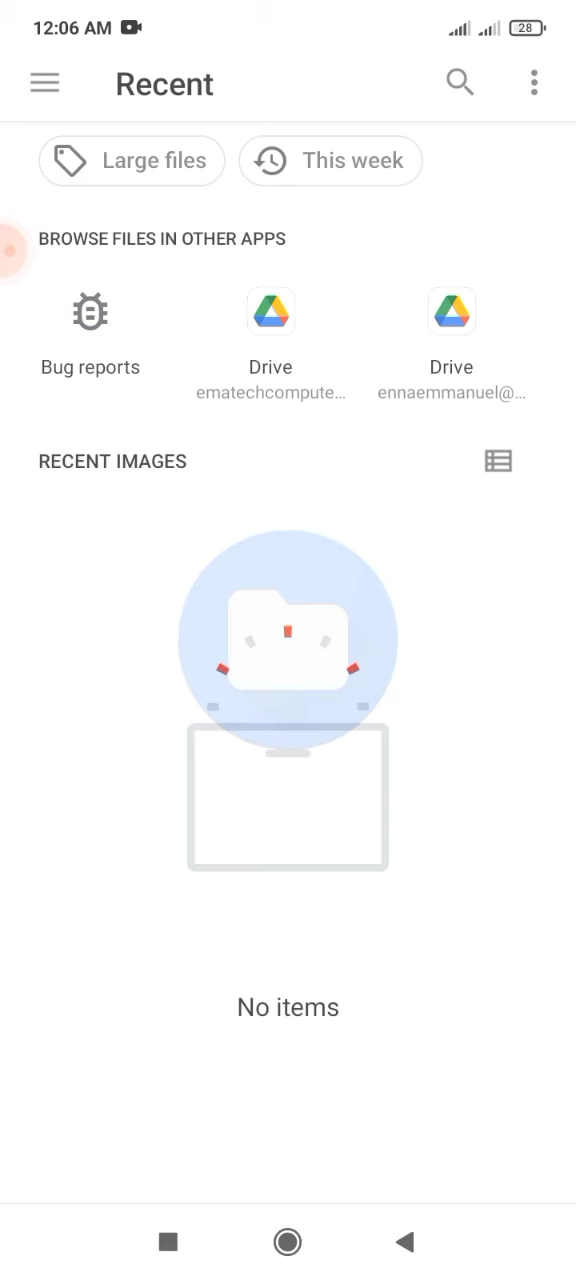 12:06 AM
28
Recent
Large files
This week
BROWSE FILES IN OTHER APPS
Bug reports
Drive
ematechcompute...
Drive
ennaemmanuel@...
RECENT IMAGES
No items